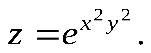 z = e^{x^2 y^2}.